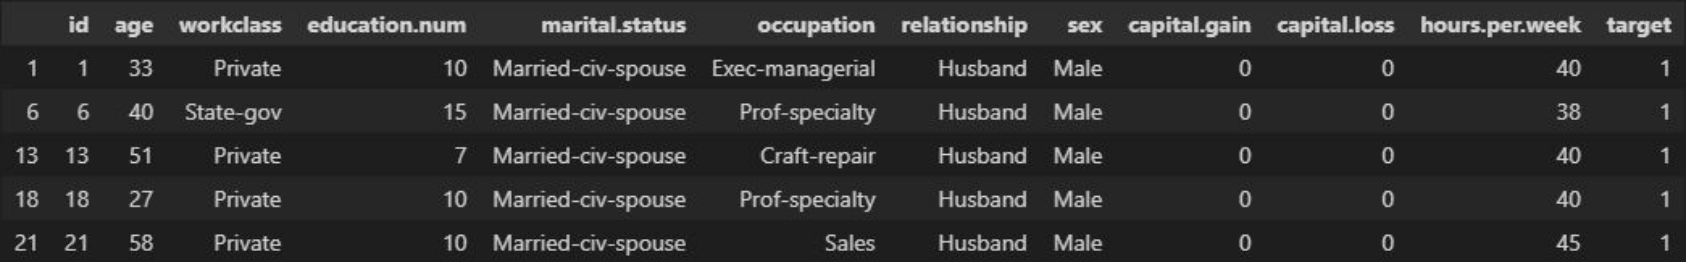 id age workclass education.num marital.status occupation relationship sex capital.gain capital.loss hours.per.week target
1 1 33 Private 10 Married-civ-spouse Exec-managerial Husband Male 0 0 40 1
6 6 40 State-gov 15 Married-civ-spouse Prof-specialty Husband Male 0 0 38 1
13 13 51 Private 7 Married-civ-spouse Craft-repair Husband Male 0 0 40 1
18 18 27 Private 10 Married-civ-spouse Prof-specialty Husband Male 0 0 40 1
21 21 58 Private 10 Married-civ-spouse Sales Husband Male 0 0 45 1